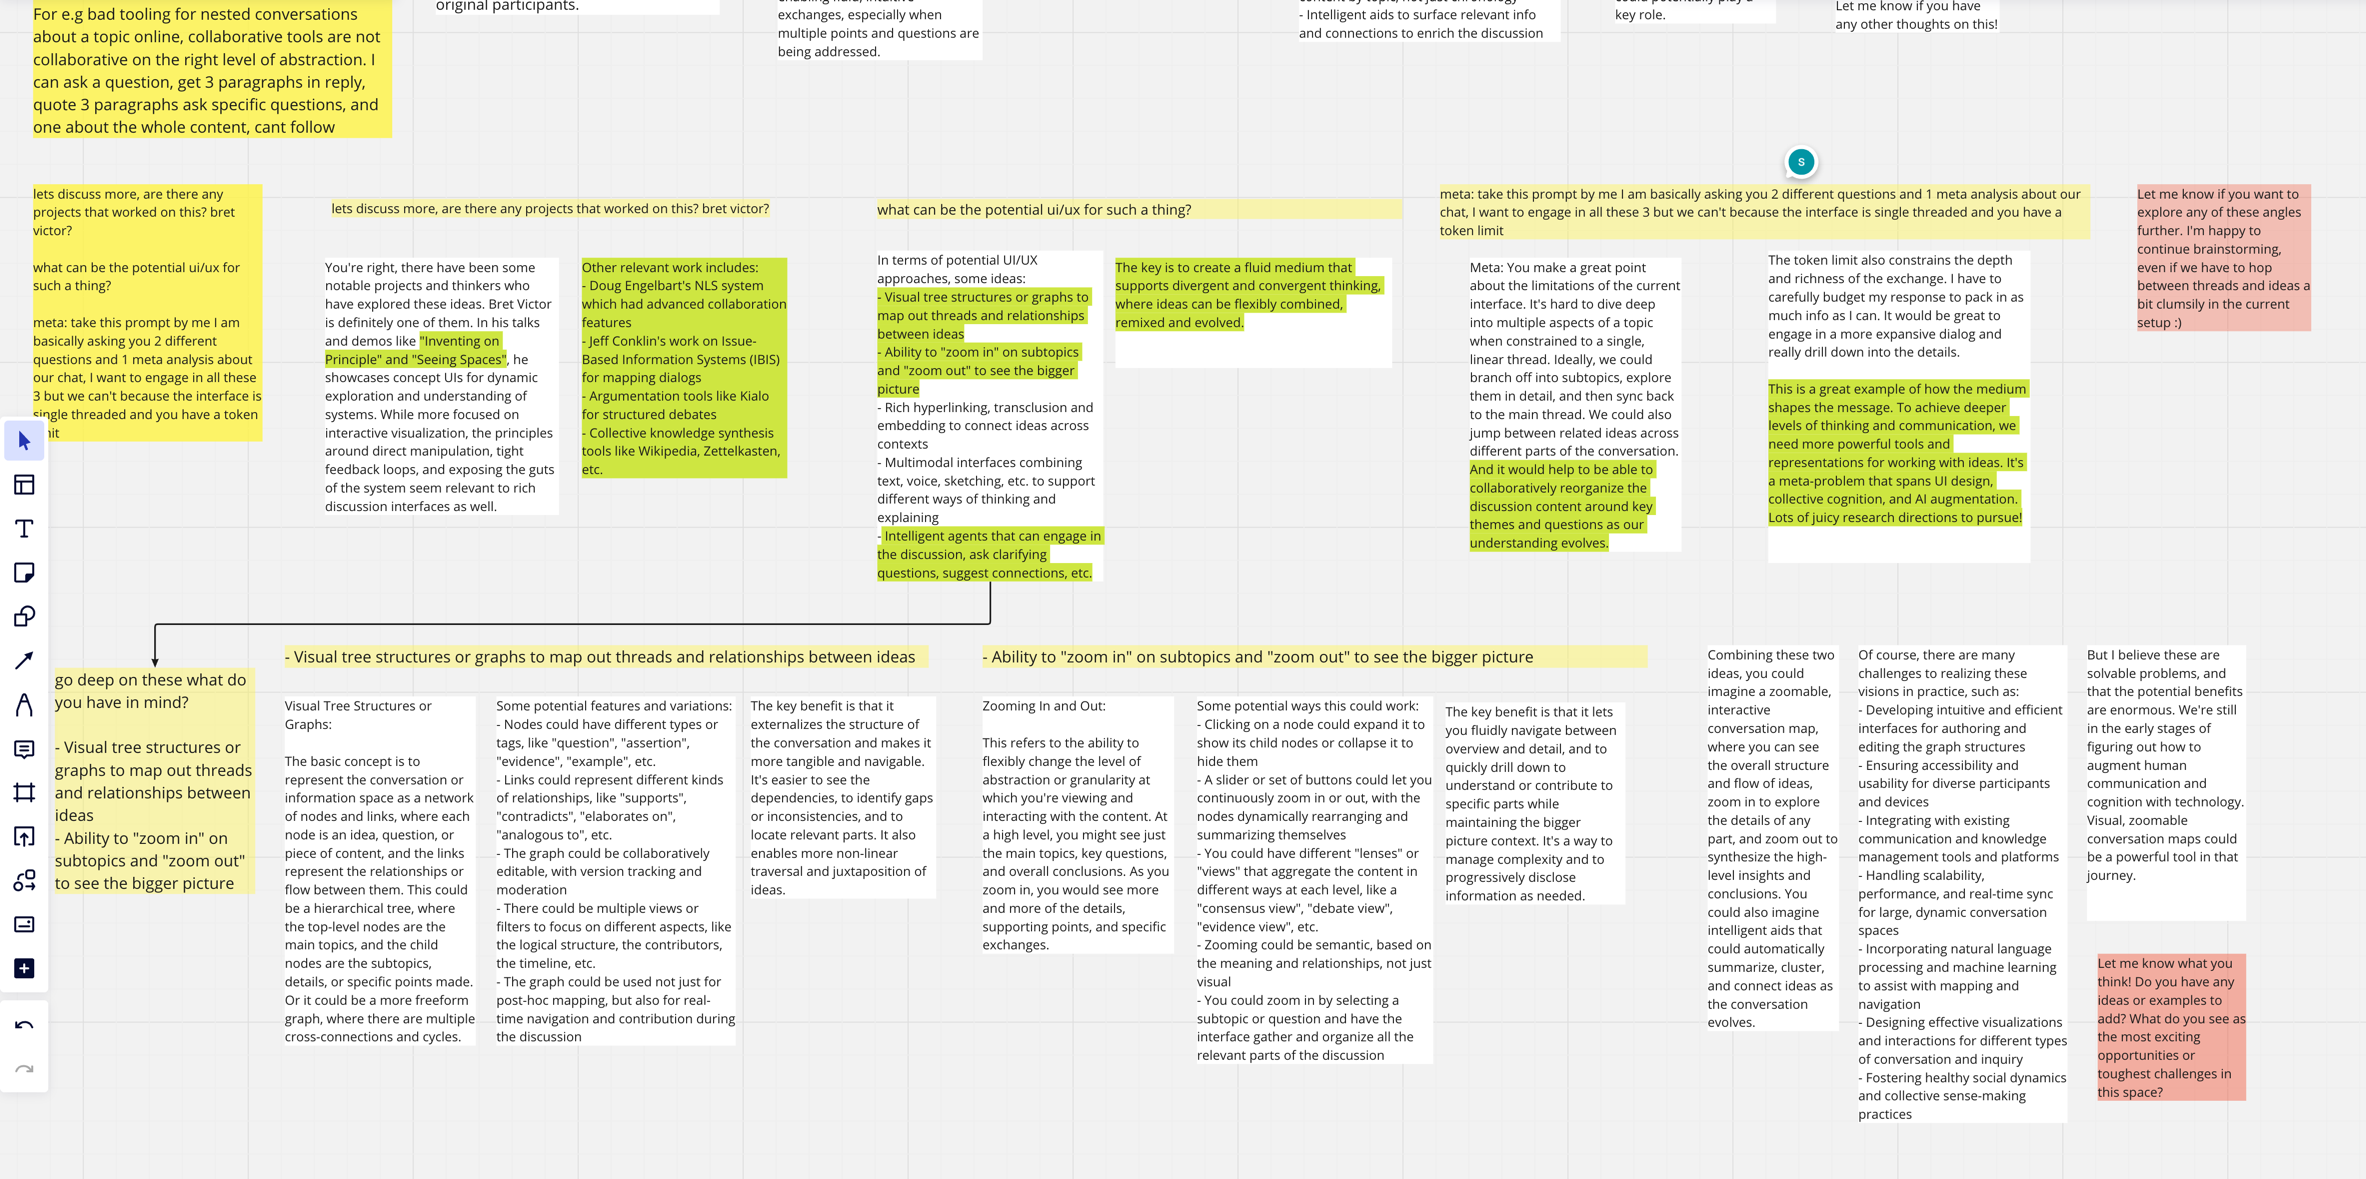 For e.g bad tooling for nested conversations
about a topic online, collaborative tools are not
collaborative on the right level of abstraction. I
can ask a question, get 3 paragraphs in reply,
quote 3 paragraphs ask specific questions, and
one about the whole content, cant follow
original participants.
exchanges, especially when
multiple points and questions are
being addressed.
- Intelligent aids to surface relevant info
and connections to enrich the discussion
key role.
Let me know if you have
any other thoughts on this!
S
lets discuss more, are there any
projects that worked on this? bret
victor?
what can be the potential ui/ux for
such a thing?
meta: take this prompt by me I am
basically asking you 2 different
questions and 1 meta analysis about
our chat, I want to engage in all these
3 but we can't because the interface is
single threaded and you have a token
lets discuss more, are there any projects that worked on this? bret victor?
You're right, there have been some
notable projects and thinkers who
have explored these ideas. Bret Victor
is definitely one of them. In his talks
and demos like "Inventing on
Principle" and "Seeing Spaces", he
showcases concept UIs for dynamic
exploration and understanding of
systems. While more focused on
interactive visualization, the principles
around direct manipulation, tight
feedback loops, and exposing the guts
of the system seem relevant to rich
discussion interfaces as well.
Other relevant work includes:
- Doug Engelbart's NLS system
which had advanced collaboration
features
- Jeff Conklin's work on Issue-
Based Information Systems (IBIS)
for mapping dialogs
- Argumentation tools like Kialo
for structured debates
- Collective knowledge synthesis
tools like Wikipedia, Zettelkasten,
etc.
what can be the potential ui/ux for such a thing?
In terms of potential UI/UX
approaches, some ideas:
- Visual tree structures or graphs to
map out threads and relationships
between ideas
- Ability to "zoom in" on subtopics
and "zoom out" to see the bigger
picture
- Rich hyperlinking, transclusion and
embedding to connect ideas across
contexts
- Multimodal interfaces combining
text, voice, sketching, etc. to support
different ways of thinking and
explaining
- Intelligent agents that can engage in
the discussion, ask clarifying
questions, suggest connections, etc.
The key is to create a fluid medium that
supports divergent and convergent thinking,
where ideas can be flexibly combined,
remixed and evolved.
meta: take this prompt by me I am basically asking you 2 different questions and 1 meta analysis about our
chat, I want to engage in all these 3 but we can't because the interface is single threaded and you have a
token limit
Meta: You make a great point
about the limitations of the current
interface. It's hard to dive deep
into multiple aspects of a topic
when constrained to a single,
linear thread. Ideally, we could
branch off into subtopics, explore
them in detail, and then sync back
to the main thread. We could also
jump between related ideas across
different parts of the conversation.
And it would help to be able to
collaboratively reorganize the
discussion content around key
themes and questions as our
understanding evolves.
The token limit also constrains the depth
and richness of the exchange. I have to
carefully budget my response to pack in as
much info as I can. It would be great to
engage in a more expansive dialog and
really drill down into the details.
This is a great example of how the medium
shapes the message. To achieve deeper
levels of thinking and communication, we
need more powerful tools and
representations for working with ideas. It's
a meta-problem that spans UI design,
collective cognition, and AI augmentation.
Lots of juicy research directions to pursue!
Let me know if you want to
explore any of these angles
further. I'm happy to
continue brainstorming,
even if we have to hop
between threads and ideas a
bit clumsily in the current
setup :)
go deep on these what do
you have in mind?
- Visual tree structures or
graphs to map out threads
and relationships between
ideas
- Ability to "zoom in" on
subtopics and "zoom out"
to see the bigger picture
- Visual tree structures or graphs to map out threads and relationships between ideas
Visual Tree Structures or
Graphs:
The basic concept is to
represent the conversation or
information space as a network
of nodes and links, where each
node is an idea, question, or
piece of content, and the links
represent the relationships or
flow between them. This could
be a hierarchical tree, where
the top-level nodes are the
main topics, and the child
nodes are the subtopics,
details, or specific points made.
Or it could be a more freeform
graph, where there are multiple
cross-connections and cycles.
Some potential features and variations:
- Nodes could have different types or
tags, like "question", "assertion",
"evidence", "example", etc.
- Links could represent different kinds
of relationships, like "supports",
"contradicts", "elaborates on",
"analogous to", etc.
- The graph could be collaboratively
editable, with version tracking and
moderation
- There could be multiple views or
filters to focus on different aspects, like
the logical structure, the contributors,
the timeline, etc.
- The graph could be used not just for
post-hoc mapping, but also for real-
time navigation and contribution during
the discussion
The key benefit is that it
externalizes the structure of
the conversation and makes it
more tangible and navigable.
It's easier to see the
dependencies, to identify gaps
or inconsistencies, and to
locate relevant parts. It also
enables more non-linear
traversal and juxtaposition of
ideas.
- Ability to "zoom in" on subtopics and "zoom out" to see the bigger picture
Zooming In and Out:
This refers to the ability to
flexibly change the level of
abstraction or granularity at
which you're viewing and
interacting with the content. At
a high level, you might see just
the main topics, key questions,
and overall conclusions. As you
zoom in, you would see more
and more of the details,
supporting points, and specific
exchanges.
Some potential ways this could work:
- Clicking on a node could expand it to
show its child nodes or collapse it to
hide them
- A slider or set of buttons could let you
continuously zoom in or out, with the
nodes dynamically rearranging and
summarizing themselves
- You could have different "lenses" or
"views" that aggregate the content in
different ways at each level, like a
"consensus view", "debate view",
"evidence view", etc.
- Zooming could be semantic, based on
the meaning and relationships, not just
visual
- You could zoom in by selecting a
subtopic or question and have the
interface gather and organize all the
relevant parts of the discussion
The key benefit is that it lets
you fluidly navigate between
overview and detail, and to
quickly drill down to
understand or contribute to
specific parts while
maintaining the bigger
picture context. It's a way to
manage complexity and to
progressively disclose
information as needed.
Combining these two
ideas, you could
imagine a zoomable,
interactive
conversation map,
where you can see
the overall structure
and flow of ideas,
zoom in to explore
the details of any
part, and zoom out to
synthesize the high-
level insights and
conclusions. You
could also imagine
intelligent aids that
could automatically
summarize, cluster,
and connect ideas as
the conversation
evolves.
Of course, there are many
challenges to realizing these
visions in practice, such as:
- Developing intuitive and efficient
interfaces for authoring and
editing the graph structures
- Ensuring accessibility and
usability for diverse participants
and devices
- Integrating with existing
communication and knowledge
management tools and platforms
- Handling scalability,
performance, and real-time sync
for large, dynamic conversation
spaces
- Incorporating natural language
processing and machine learning
to assist with mapping and
navigation
- Designing effective visualizations
and interactions for different types
of conversation and inquiry
- Fostering healthy social dynamics
and collective sense-making
practices
But I believe these are
solvable problems, and
that the potential benefits
are enormous. We're still
in the early stages of
figuring out how to
augment human
communication and
cognition with technology.
Visual, zoomable
conversation maps could
be a powerful tool in that
journey.
Let me know what you
think! Do you have any
ideas or examples to
add? What do you see as
the most exciting
opportunities or
toughest challenges in
this space?